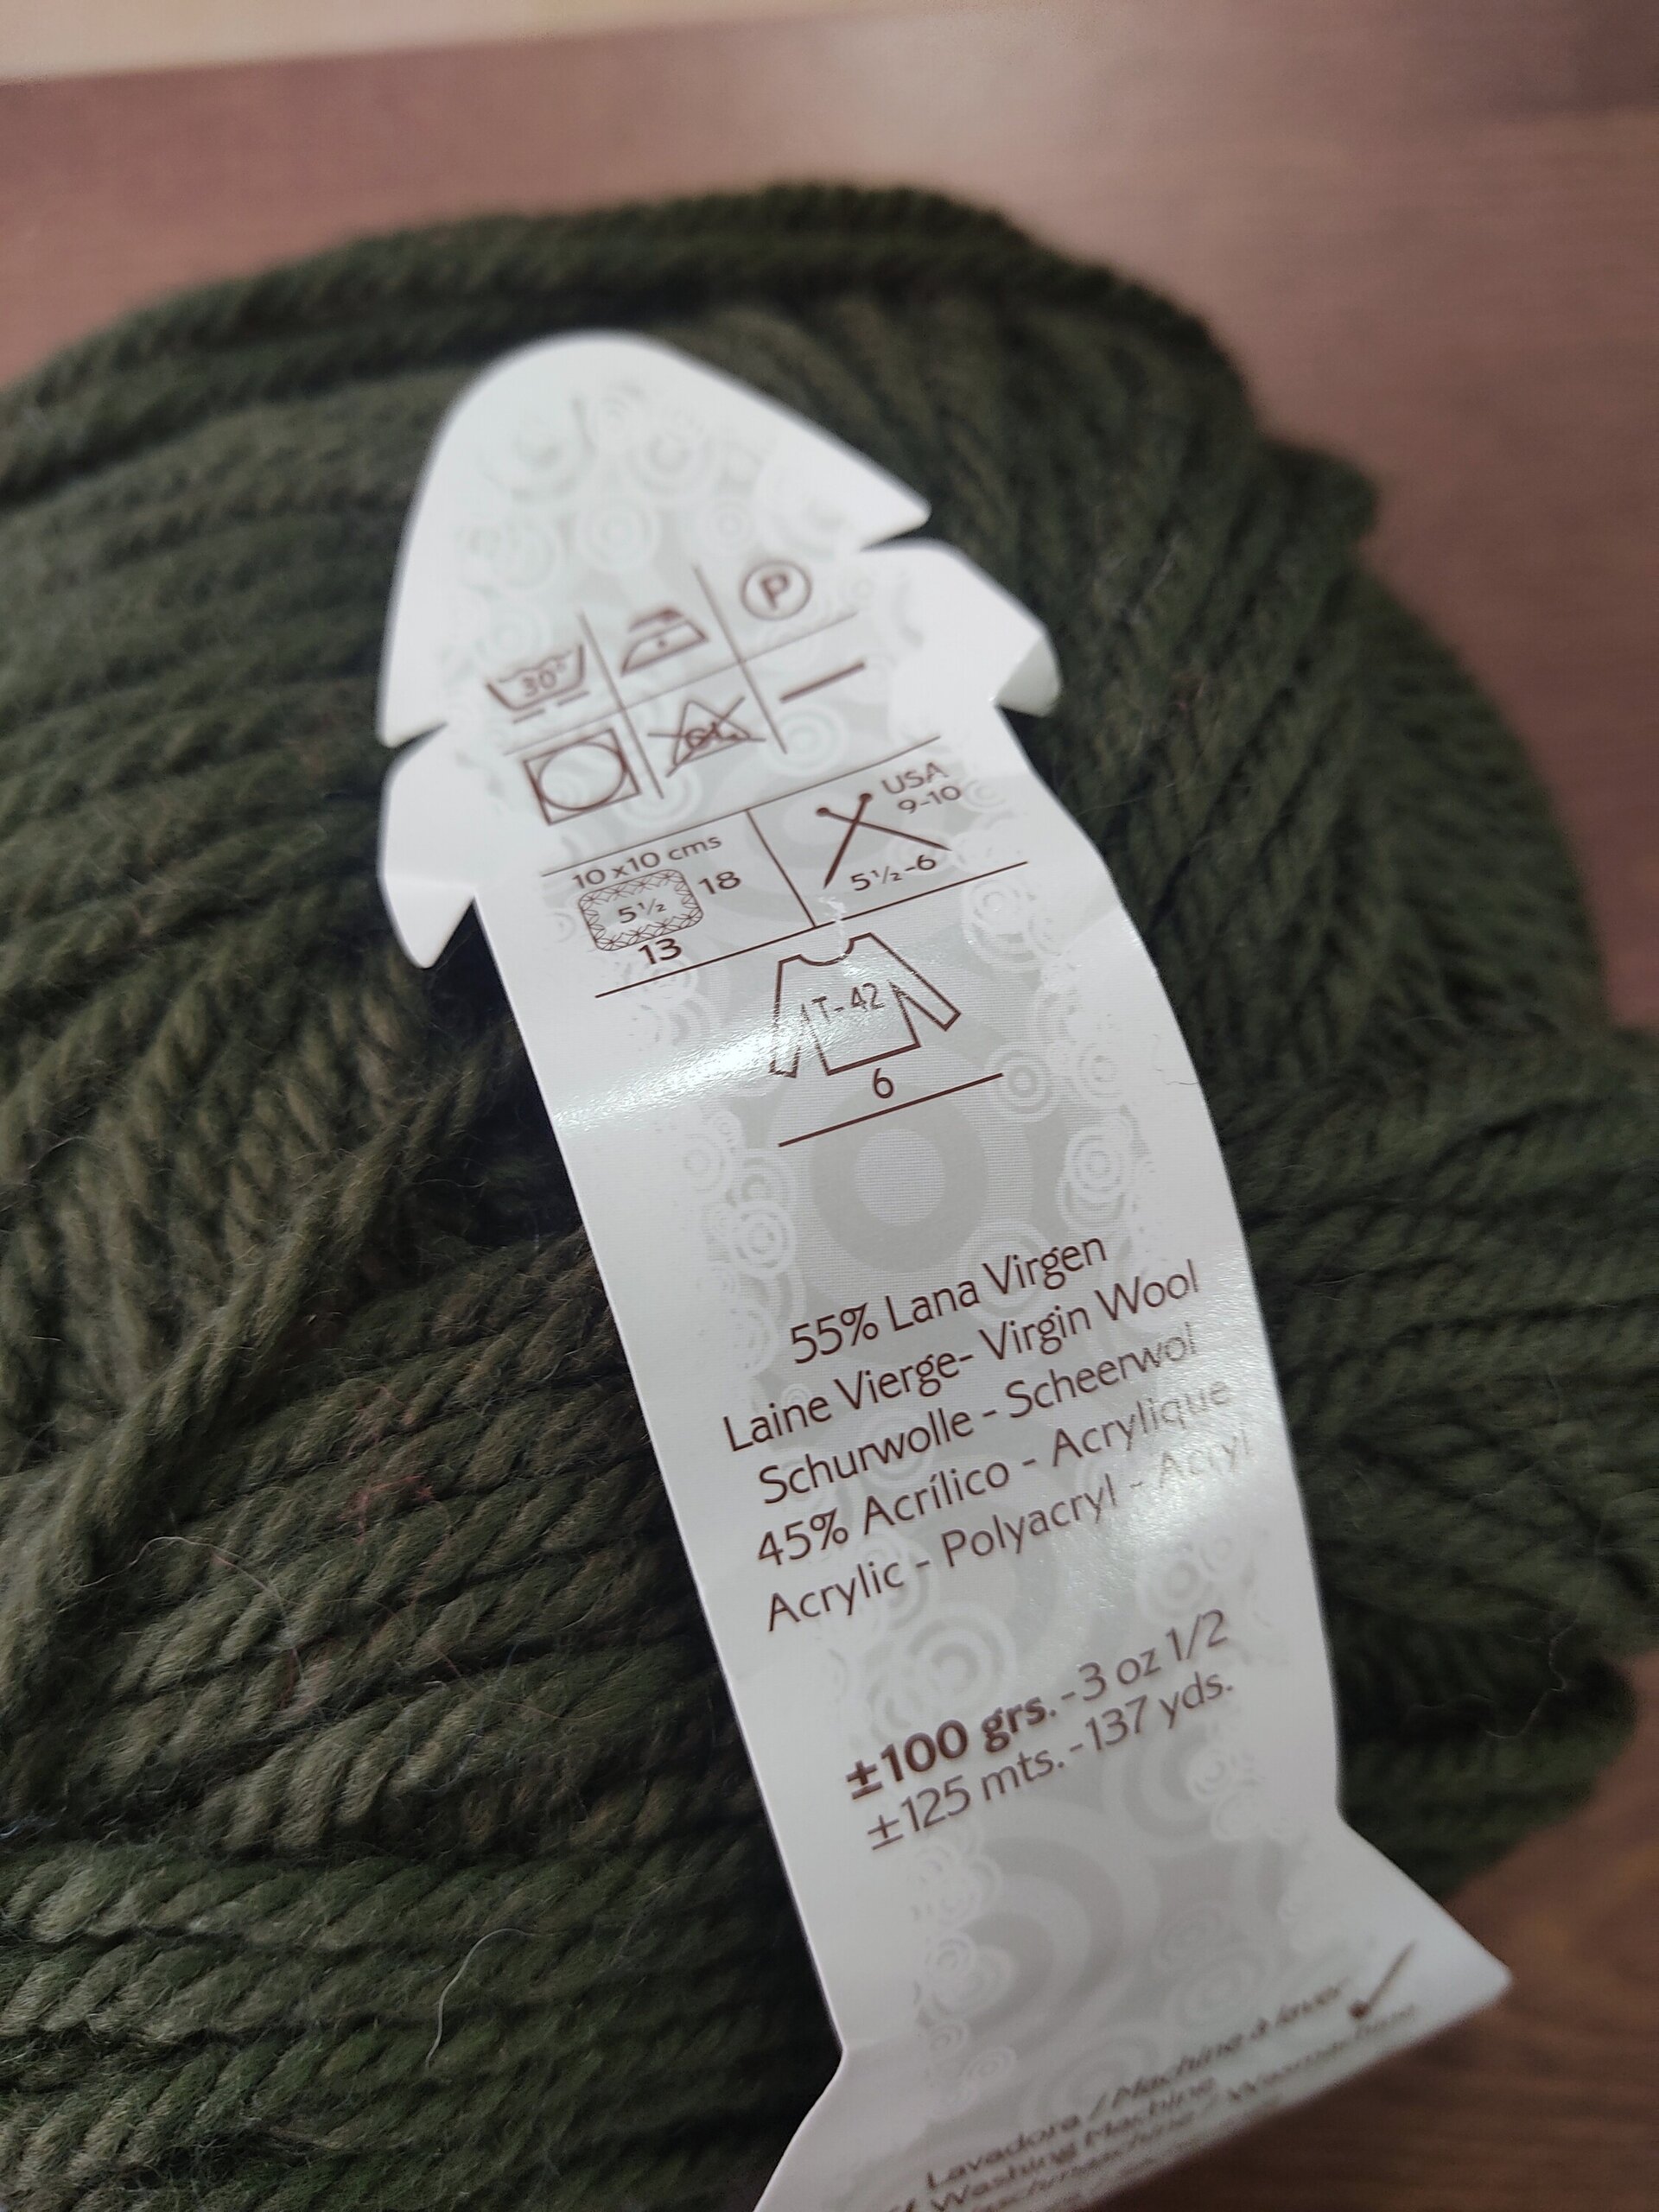 P
30°
CL
USA
9-10
10x10 cms
5½ 18
13
5½-6
T-42
6
55% Lana Virgen
Laine Vierge- Virgin Wool
Schurwolle - Scheerwol
45% Acrílico - Acrylique
Acrylic - Polyacryl - Acryl
±100 grs.-3 oz 1/2
±125 mts.-137 yds.
Lavadora / Machine à laver
Washing Machine